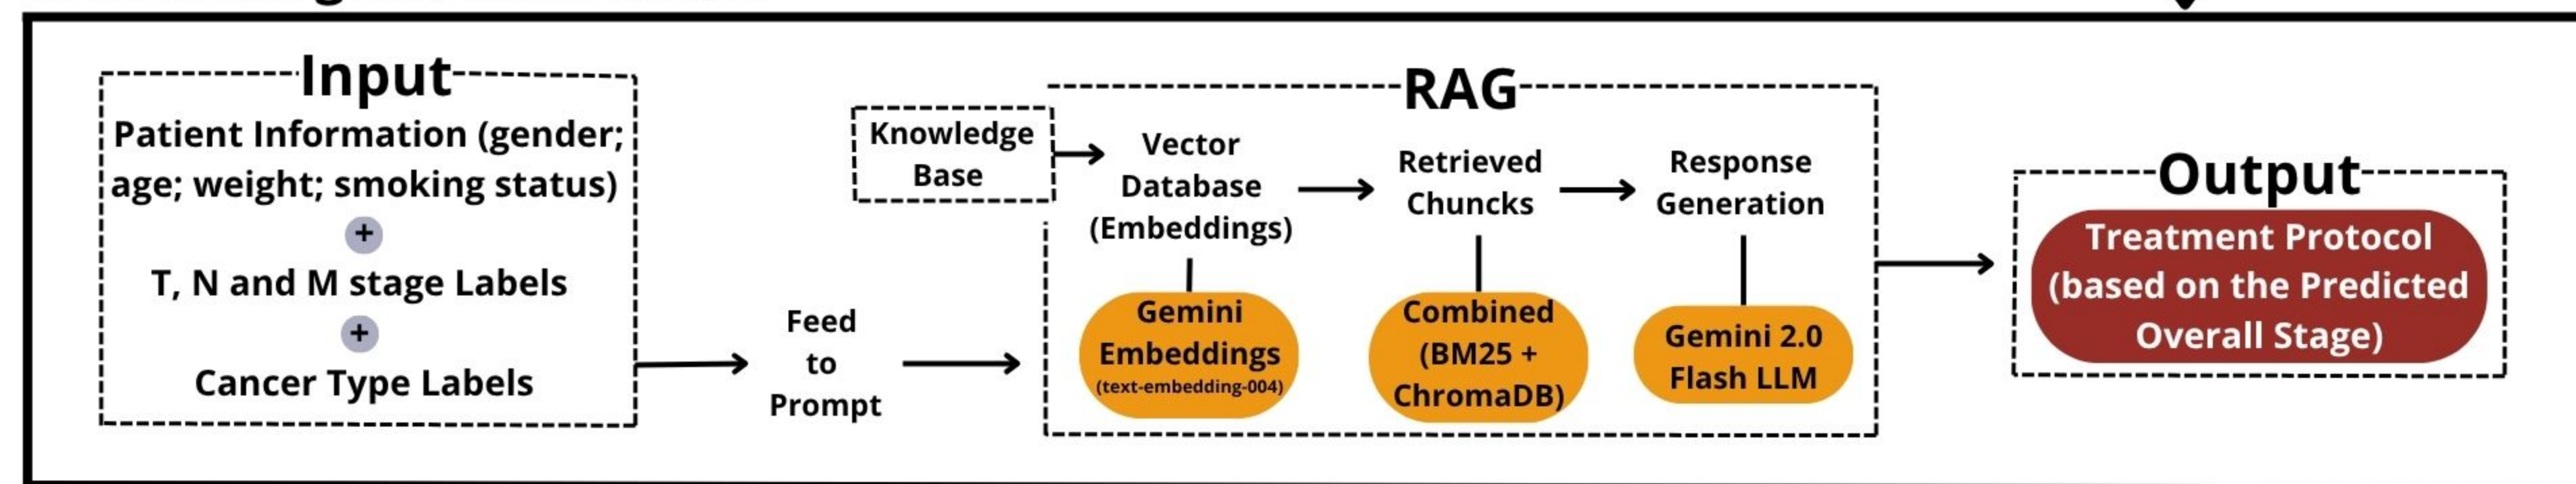 Input
Patient Information (gender;
age; weight; smoking status)
+
T, N and M stage Labels
+
Cancer Type Labels
Feed
to
Prompt
Knowledge
Base
RAG
Vector
Database
(Embeddings)
Gemini
Embeddings
(text-embedding-004)
Retrieved
Chuncks
Combined
(BM25 +
ChromaDB)
Response
Generation
Gemini 2.0
Flash LLM
Output
Treatment Protocol
(based on the Predicted
Overall Stage)